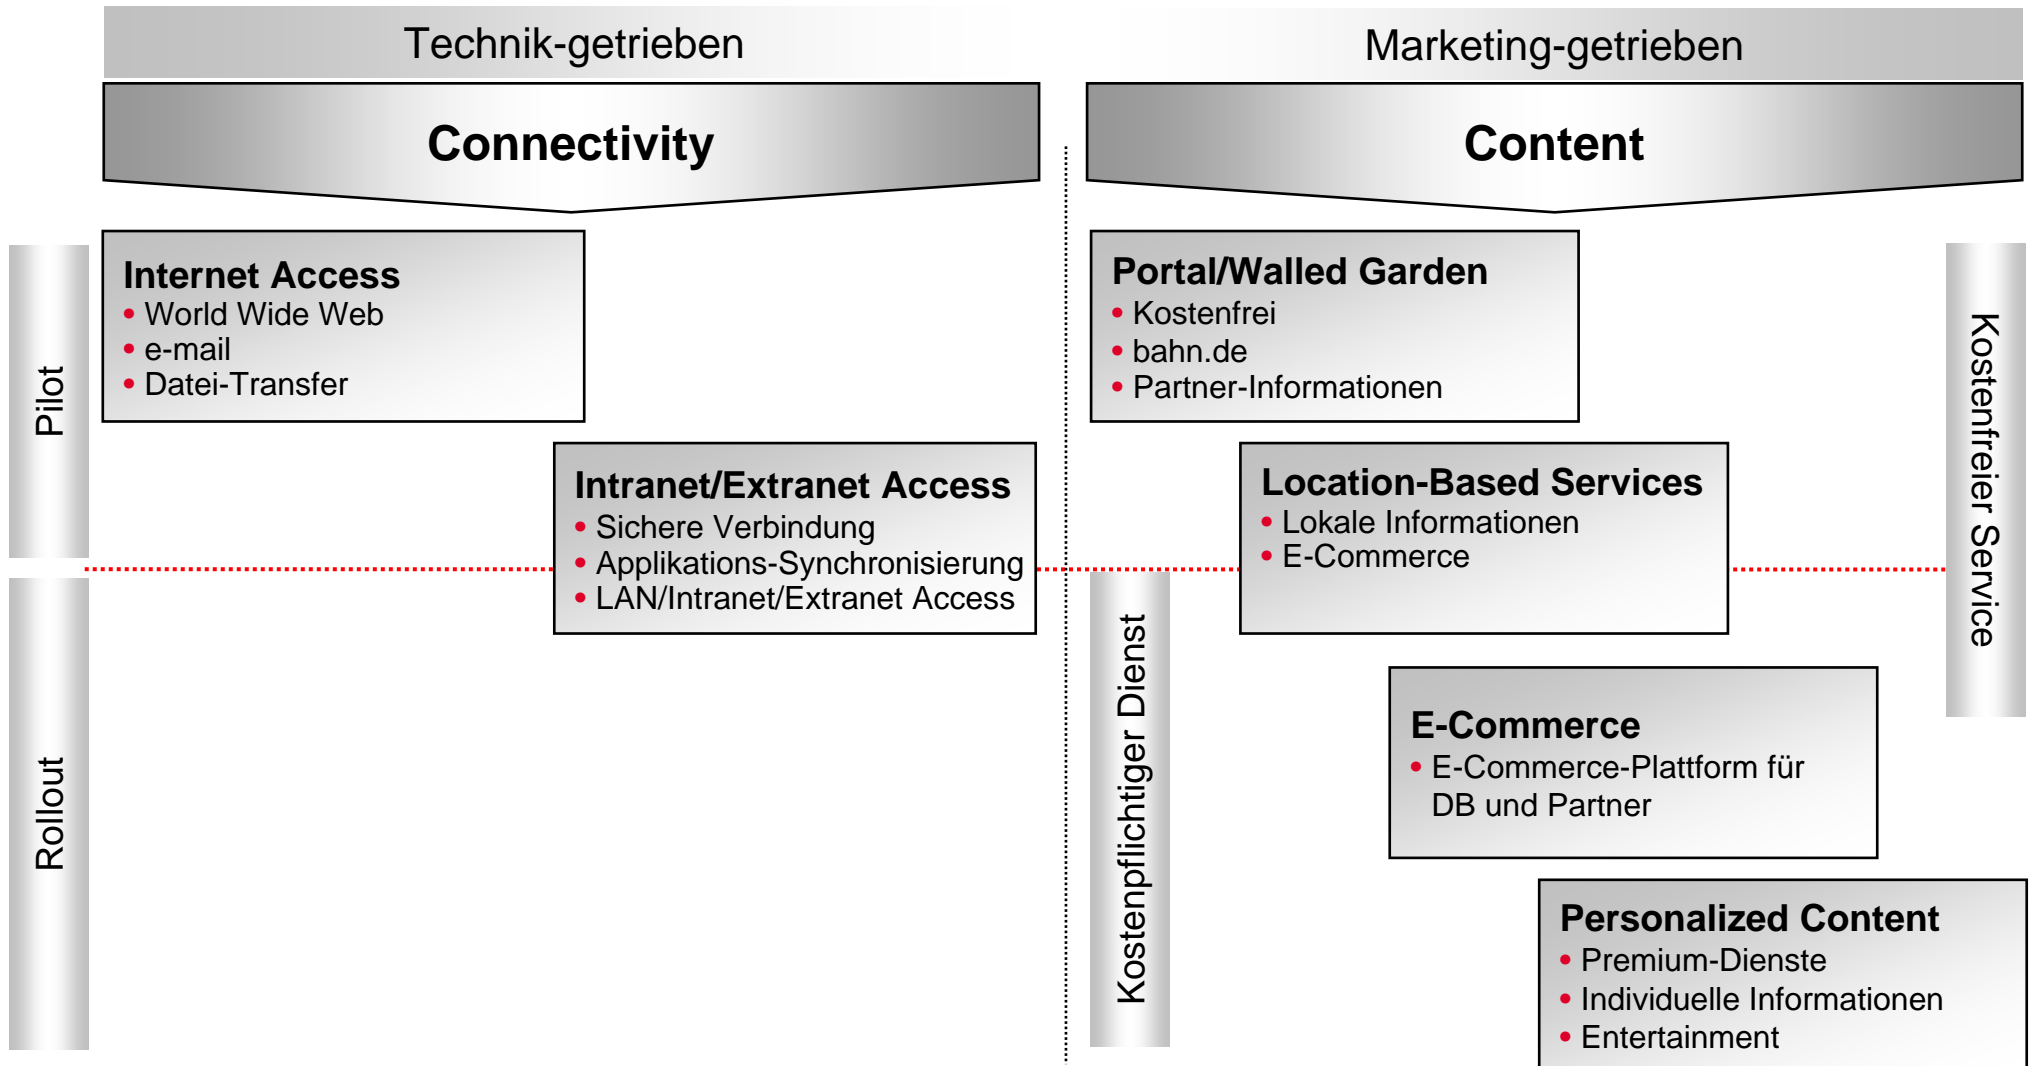 Technik-getrieben
Marketing-getrieben
Connectivity
Content
Pilot
Internet Access
• World Wide Web
• e-mail
• Datei-Transfer
Portal/Walled Garden
• Kostenfrei
• bahn.de
• Partner-Informationen
Kostenfreier Service
Intranet/Extranet Access
• Sichere Verbindung
• Applikations-Synchronisierung
• LAN/Intranet/Extranet Access
Location-Based Services
• Lokale Informationen
• E-Commerce
Rollout
Kostenpflichtiger Dienst
E-Commerce
• E-Commerce-Plattform für
DB und Partner
Personalized Content
• Premium-Dienste
• Individuelle Informationen
• Entertainment